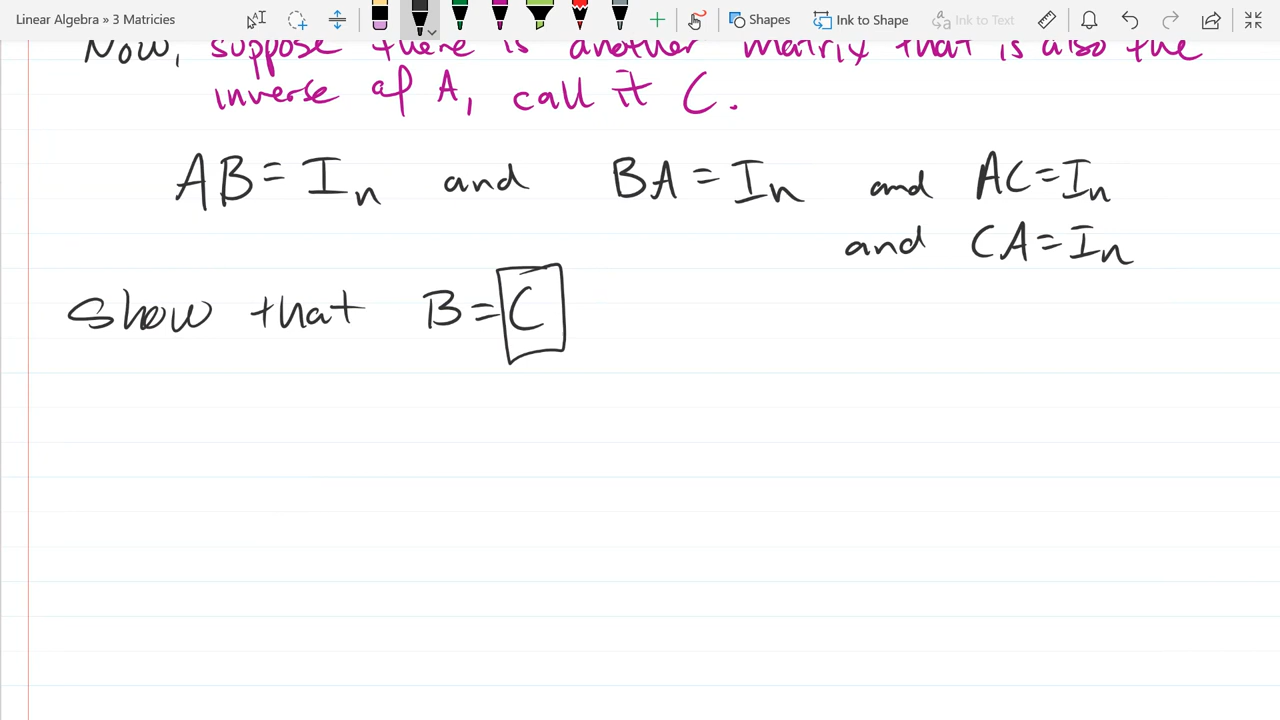 Linear Algebra » 3 Matricies
Shapes
Ink to Shape
Ink to Text
Now, suppose there is another matrix that is also the
inverse of A, call it C.
AB = Iₙ and BA = Iₙ and AC = Iₙ
and CA = Iₙ
Show that B = C